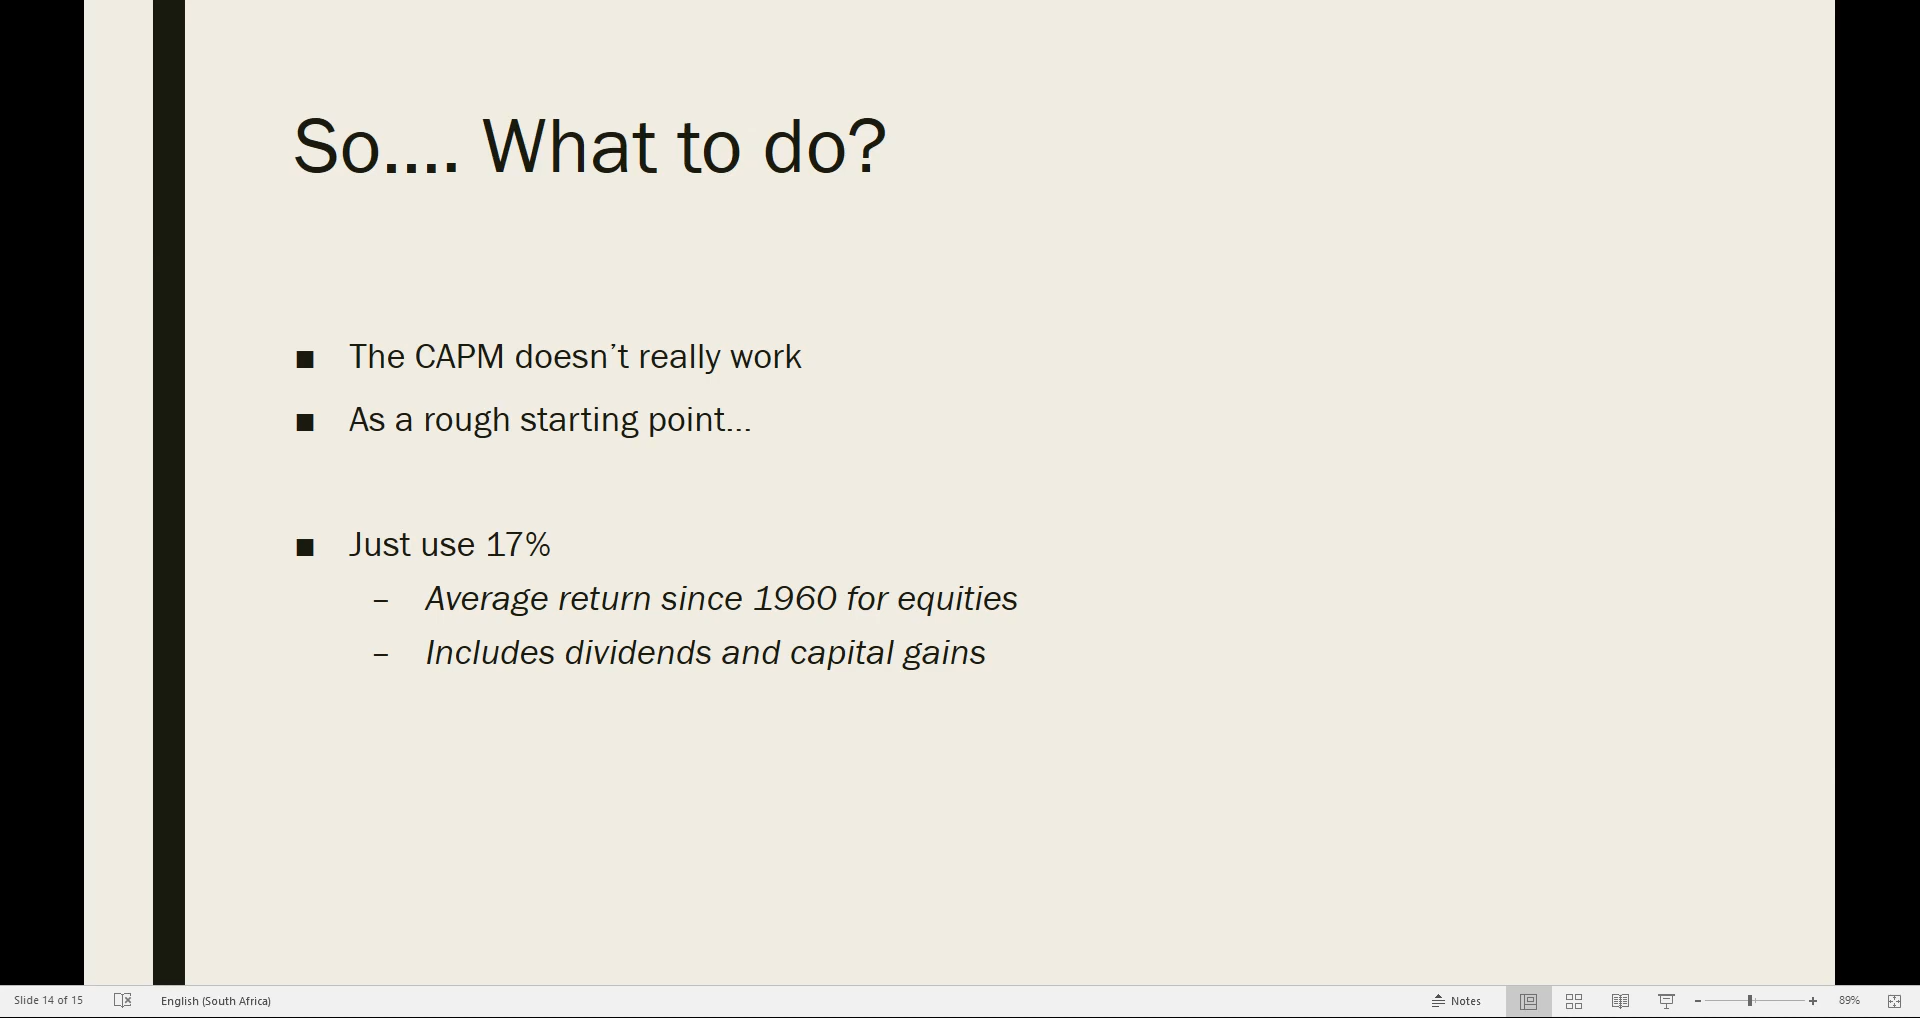 So.... What to do?
■ The CAPM doesn’t really work
■ As a rough starting point...
■ Just use 17%
– Average return since 1960 for equities
– Includes dividends and capital gains
Slide 14 of 15 English (South Africa) Notes - + 89%